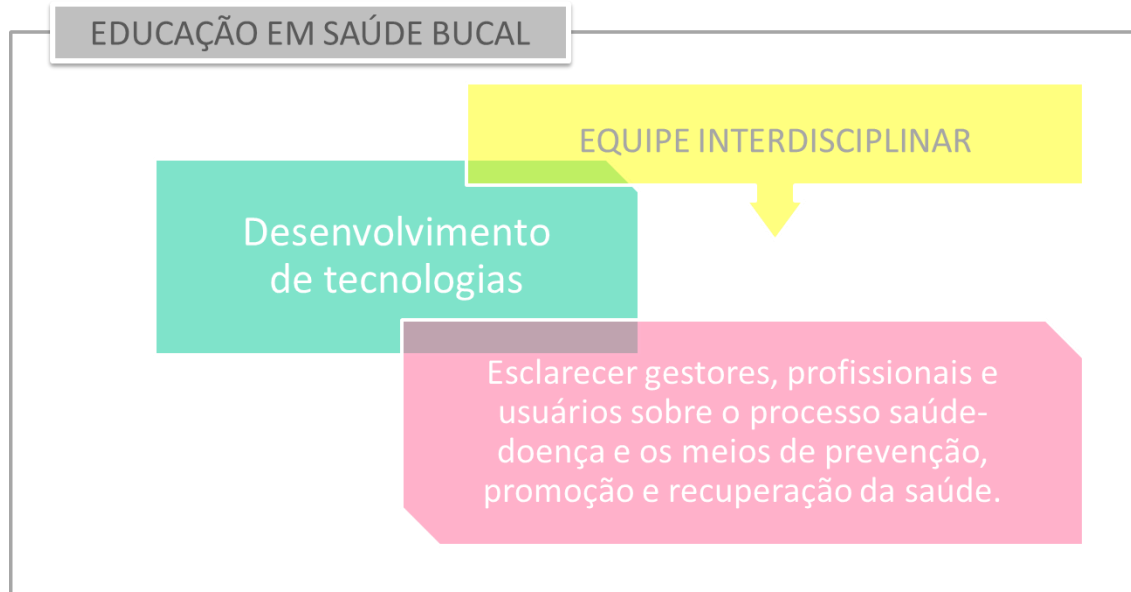 EDUCAÇÃO EM SAÚDE BUCAL
EQUIPE INTERDISCIPLINAR
Desenvolvimento
de tecnologias
Esclarecer gestores, profissionais e
usuários sobre o processo saúde-
doença e os meios de prevenção,
promoção e recuperação da saúde.